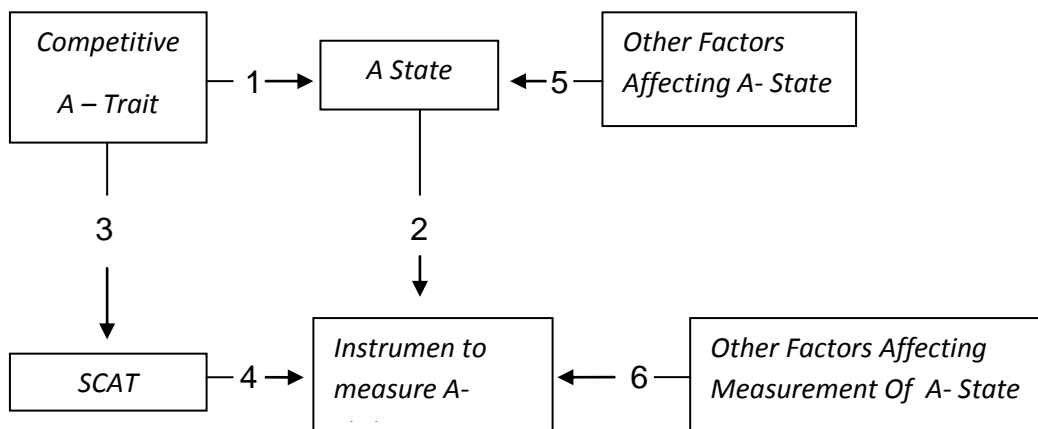 Competitive
A – Trait
1
A State
5
Other Factors
Affecting A- State
3
2
SCAT
4
Instrumen to
measure A-
6
Other Factors Affecting
Measurement Of A- State